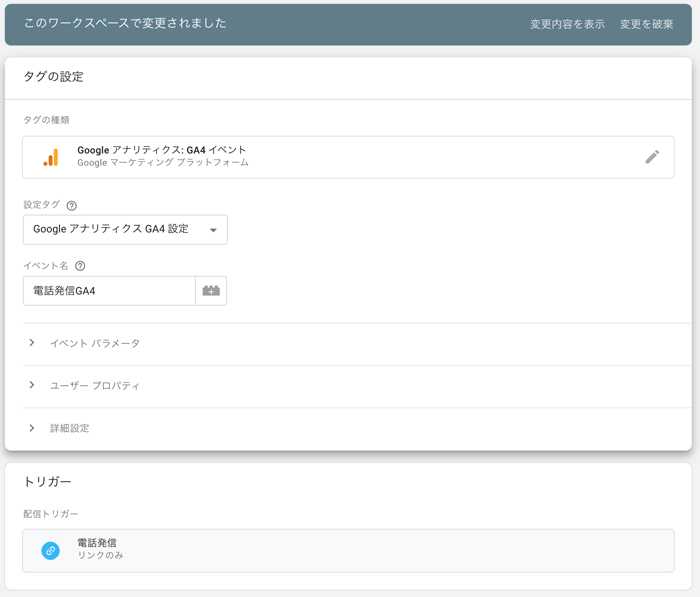 このワークスペースで変更されました
変更内容を表示 変更を破棄
タグの設定
タグの種類
Google アナリティクス: GA4 イベント
Google マーケティング プラットフォーム
設定タグ ?
Google アナリティクス GA4 設定
イベント名 ?
電話発信GA4
イベント パラメータ
ユーザー プロパティ
詳細設定
トリガー
配信トリガー
電話発信
リンクのみ